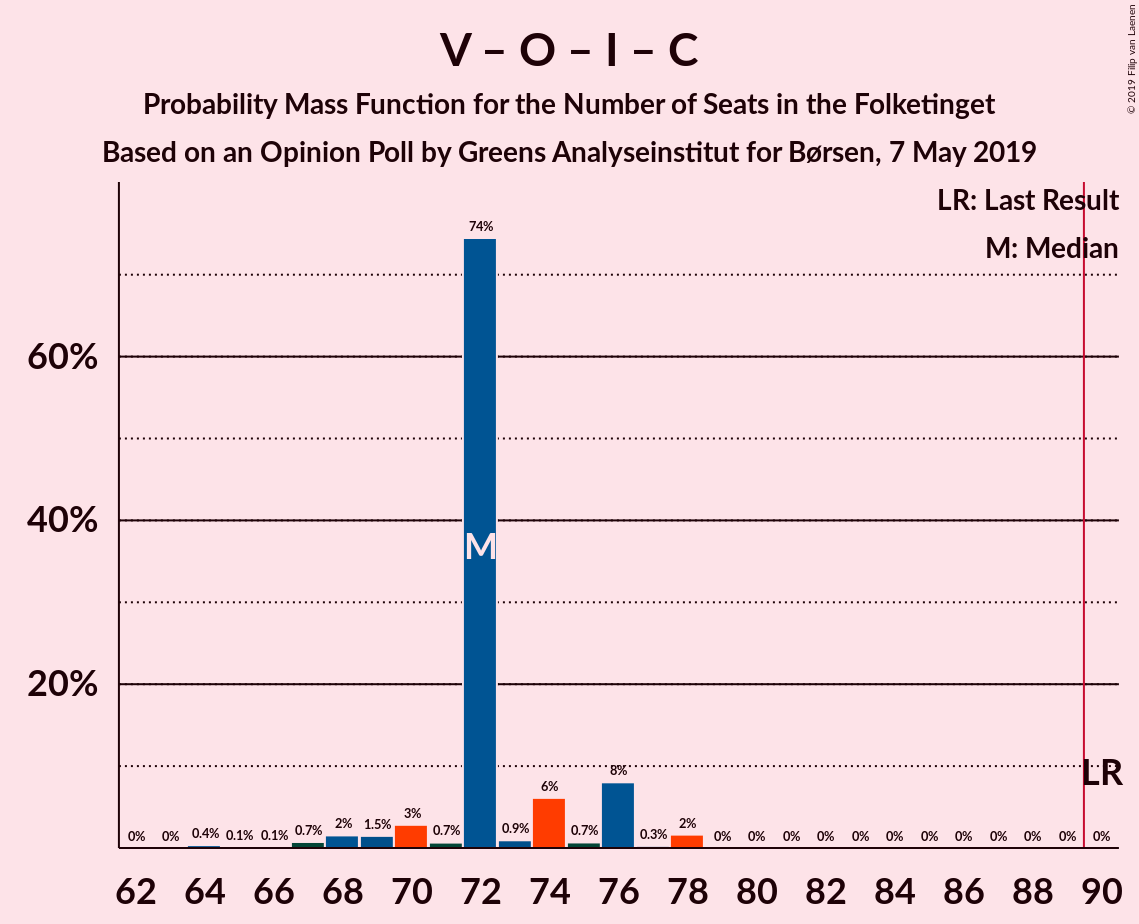 V – O – I – C
Probability Mass Function for the Number of Seats in the Folketinget
Based on an Opinion Poll by Greens Analyseinstitut for Børsen, 7 May 2019
© 2019 Filip van Laenen
LR: Last Result
M: Median
60%
40%
20%
0% 0% 0.4% 0.1% 0.1% 0.7% 2% 1.5% 3% 0.7% 74% 0.9% 6% 0.7% 8% 0.3% 2% 0% 0% 0% 0% 0% 0% 0% 0% 0% 0% 0% 0%
M
LR
62 64 66 68 70 72 74 76 78 80 82 84 86 88 90